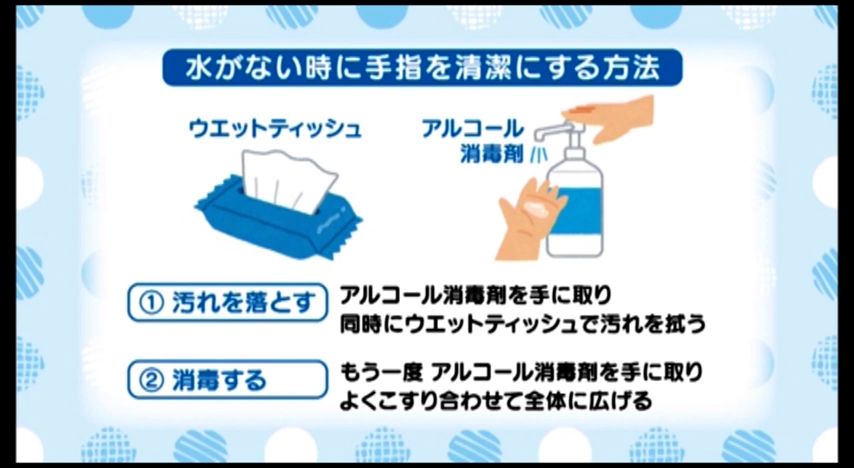 水がない時に手指を清潔にする方法
ウエットティッシュ
アルコール
消毒剤
① 汚れを落とす
アルコール消毒剤を手に取り
同時にウエットティッシュで汚れを拭う
② 消毒する
もう一度 アルコール消毒剤を手に取り
よくこすり合わせて全体に広げる